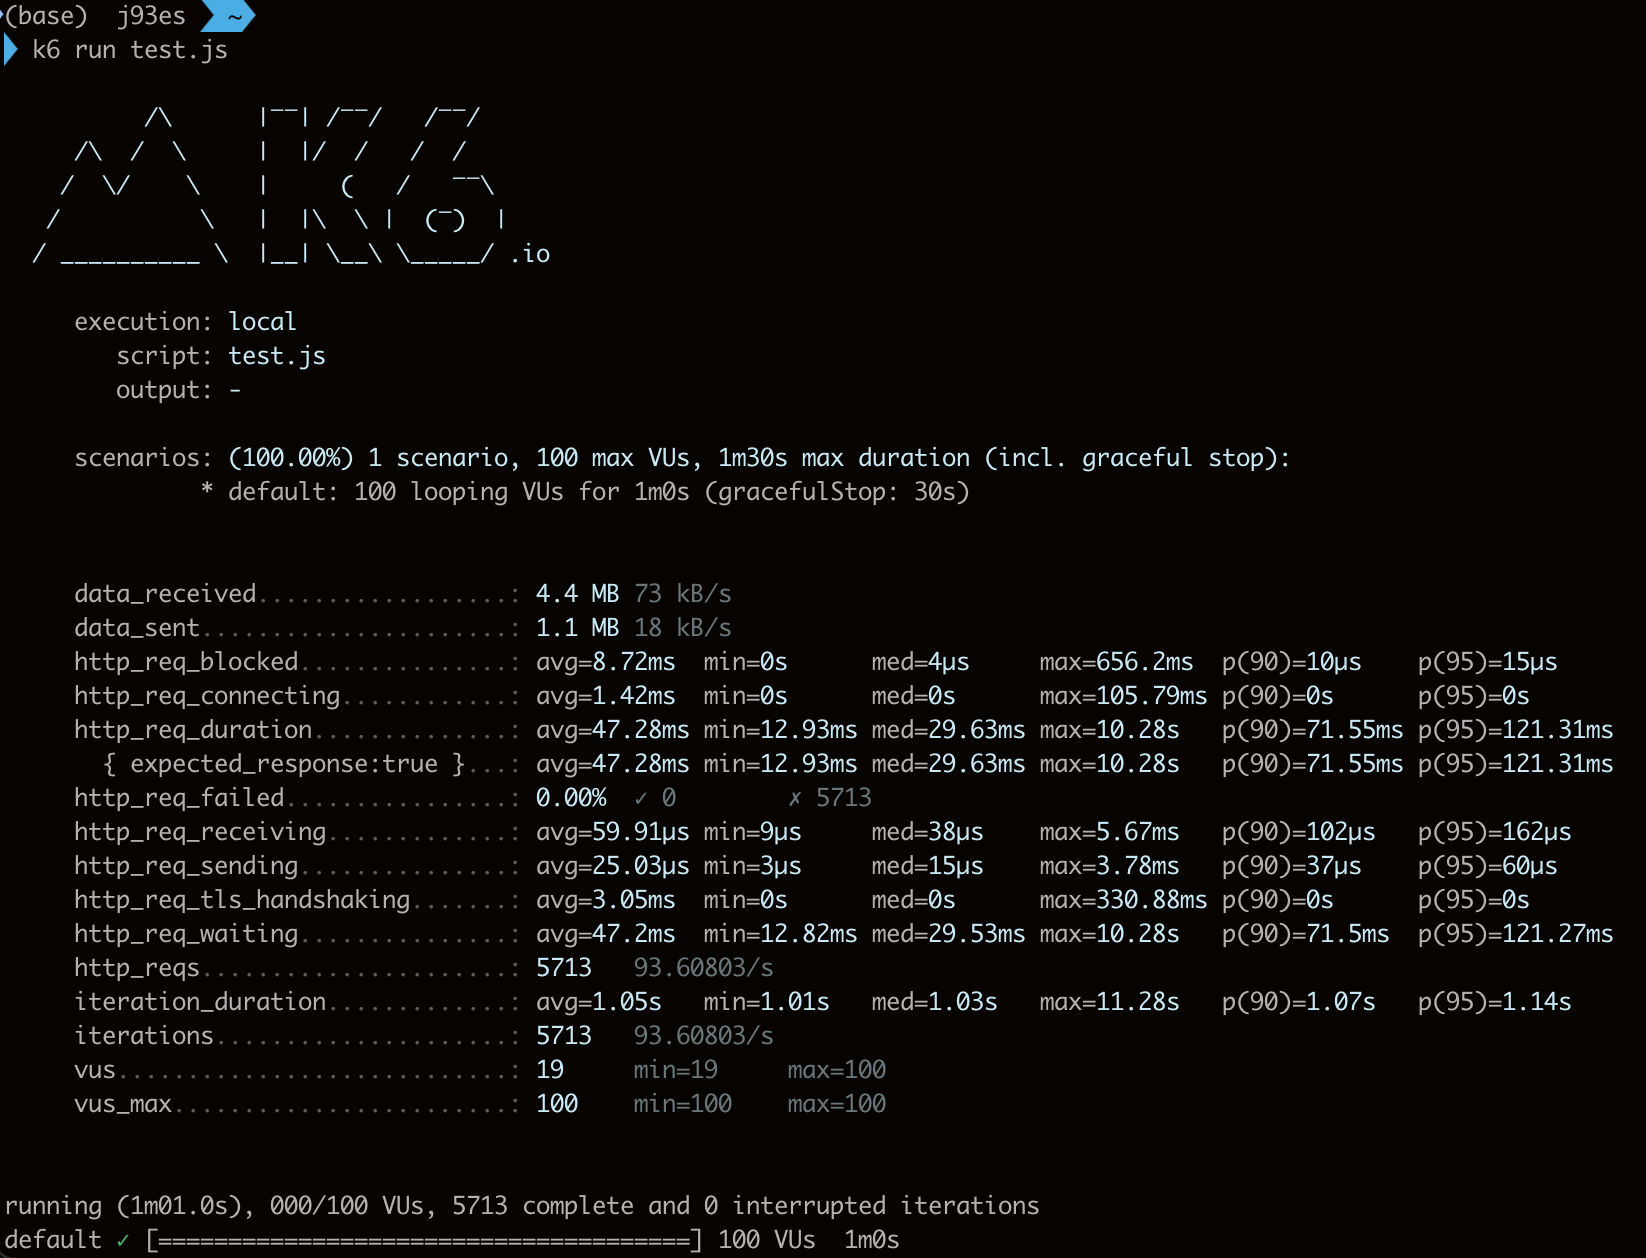 (base)  j93es  ~
k6 run test.js
          /\      |‾‾| /‾‾/   /‾‾/
     /\  /  \     |  |/  /   /  /
    /  \/    \    |     (   /   ‾‾\
   /          \   |  |\  \ |  (‾)  |
  / __________ \  |__| \__\ \_____/ .io
     execution: local
        script: test.js
        output: -
     scenarios: (100.00%) 1 scenario, 100 max VUs, 1m30s max duration (incl. graceful stop):
              * default: 100 looping VUs for 1m0s (gracefulStop: 30s)
     data_received..................: 4.4 MB 73 kB/s
     data_sent......................: 1.1 MB 18 kB/s
     http_req_blocked...............: avg=8.72ms  min=0s      med=4µs     max=656.2ms  p(90)=10µs    p(95)=15µs
     http_req_connecting............: avg=1.42ms  min=0s      med=0s      max=105.79ms p(90)=0s      p(95)=0s
     http_req_duration..............: avg=47.28ms min=12.93ms med=29.63ms max=10.28s   p(90)=71.55ms p(95)=121.31ms
       { expected_response:true }...: avg=47.28ms min=12.93ms med=29.63ms max=10.28s   p(90)=71.55ms p(95)=121.31ms
     http_req_failed................: 0.00%  ✓ 0        ✗ 5713
     http_req_receiving.............: avg=59.91µs min=9µs     med=38µs    max=5.67ms   p(90)=102µs   p(95)=162µs
     http_req_sending...............: avg=25.03µs min=3µs     med=15µs    max=3.78ms   p(90)=37µs    p(95)=60µs
     http_req_tls_handshaking.......: avg=3.05ms  min=0s      med=0s      max=330.88ms p(90)=0s      p(95)=0s
     http_req_waiting...............: avg=47.2ms  min=12.82ms med=29.53ms max=10.28s   p(90)=71.5ms  p(95)=121.27ms
     http_reqs......................: 5713   93.60803/s
     iteration_duration.............: avg=1.05s   min=1.01s   med=1.03s   max=11.28s   p(90)=1.07s   p(95)=1.14s
     iterations.....................: 5713   93.60803/s
     vus............................: 19     min=19     max=100
     vus_max........................: 100    min=100    max=100
running (1m01.0s), 000/100 VUs, 5713 complete and 0 interrupted iterations
default ✓ [======================================] 100 VUs  1m0s